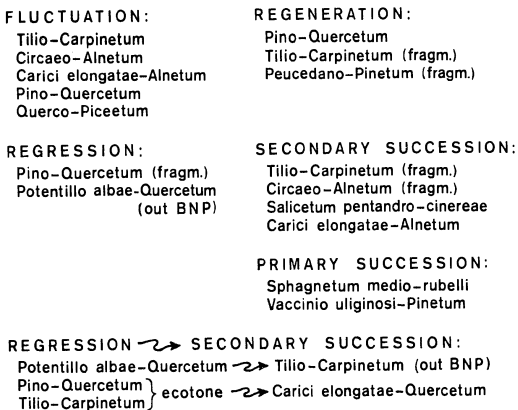 FLUCTUATION:
Tilio-Carpinetum
Circaeo-Alnetum
Carici elongatae-Alnetum
Pino-Quercetum
Querco-Piceetum
REGENERATION:
Pino-Quercetum
Tilio-Carpinetum (fragm.)
Peucedano-Pinetum (fragm.)
REGRESSION:
Pino-Quercetum (fragm.)
Potentillo albae-Quercetum
(out BNP)
SECONDARY SUCCESSION:
Tilio-Carpinetum (fragm.)
Circaeo-Alnetum (fragm.)
Salicetum pentandro-cinereae
Carici elongatae-Alnetum
PRIMARY SUCCESSION:
Sphagnetum medio-rubelli
Vaccinio uliginosi-Pinetum
REGRESSION ⤳ SECONDARY SUCCESSION:
Potentillo albae-Quercetum ⤳ Tilio-Carpinetum (out BNP)
Pino-Quercetum
Tilio-Carpinetum } ecotone ⤳ Carici elongatae-Quercetum